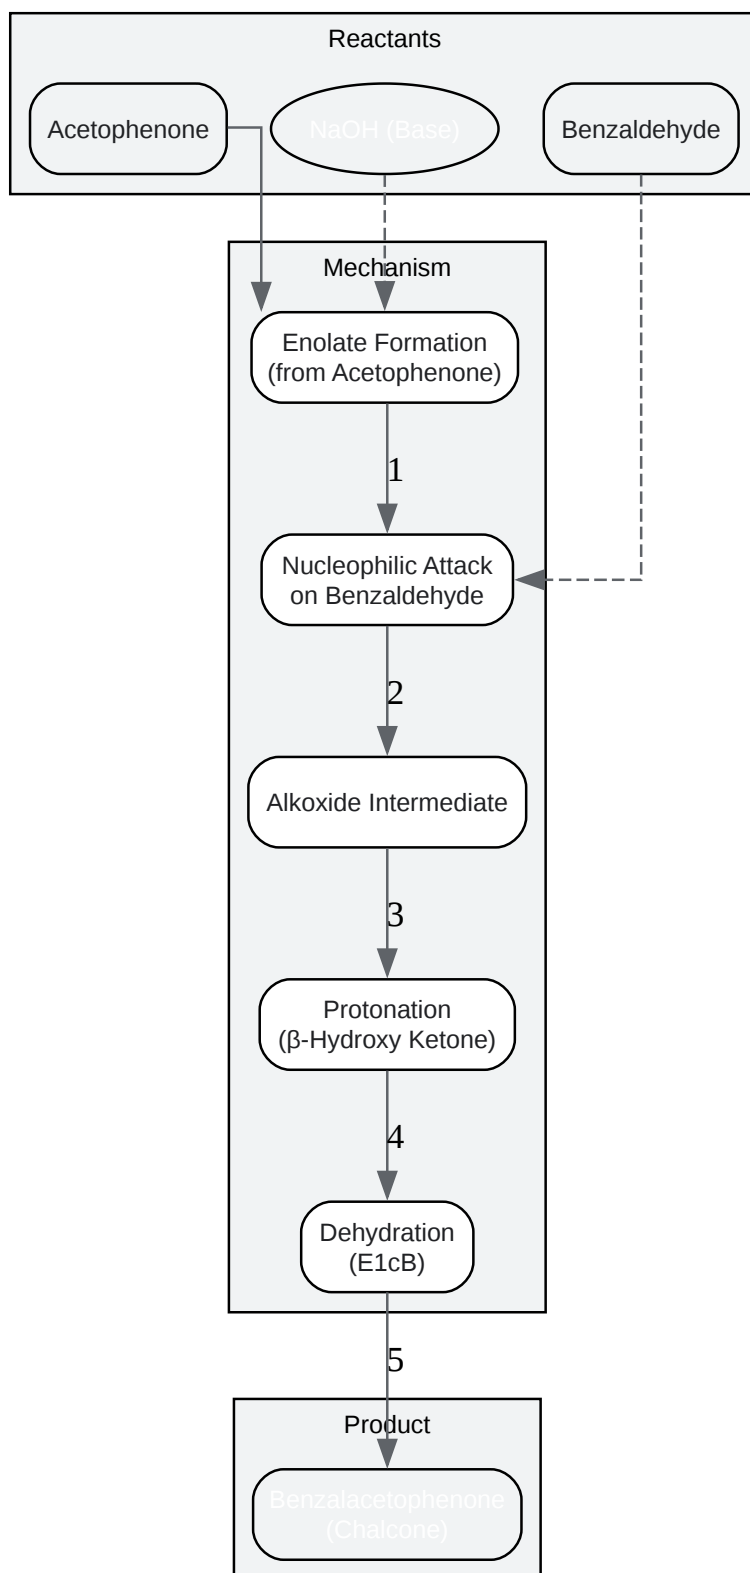 Reactants
Acetophenone
NaOH (Base)
Benzaldehyde
Mechanism
Enolate Formation
(from Acetophenone)
1
Nucleophilic Attack
on Benzaldehyde
2
Alkoxide Intermediate
3
Protonation
(β-Hydroxy Ketone)
4
Dehydration
(E1cB)
5
Product
Benzalacetophenone
(Chalcone)